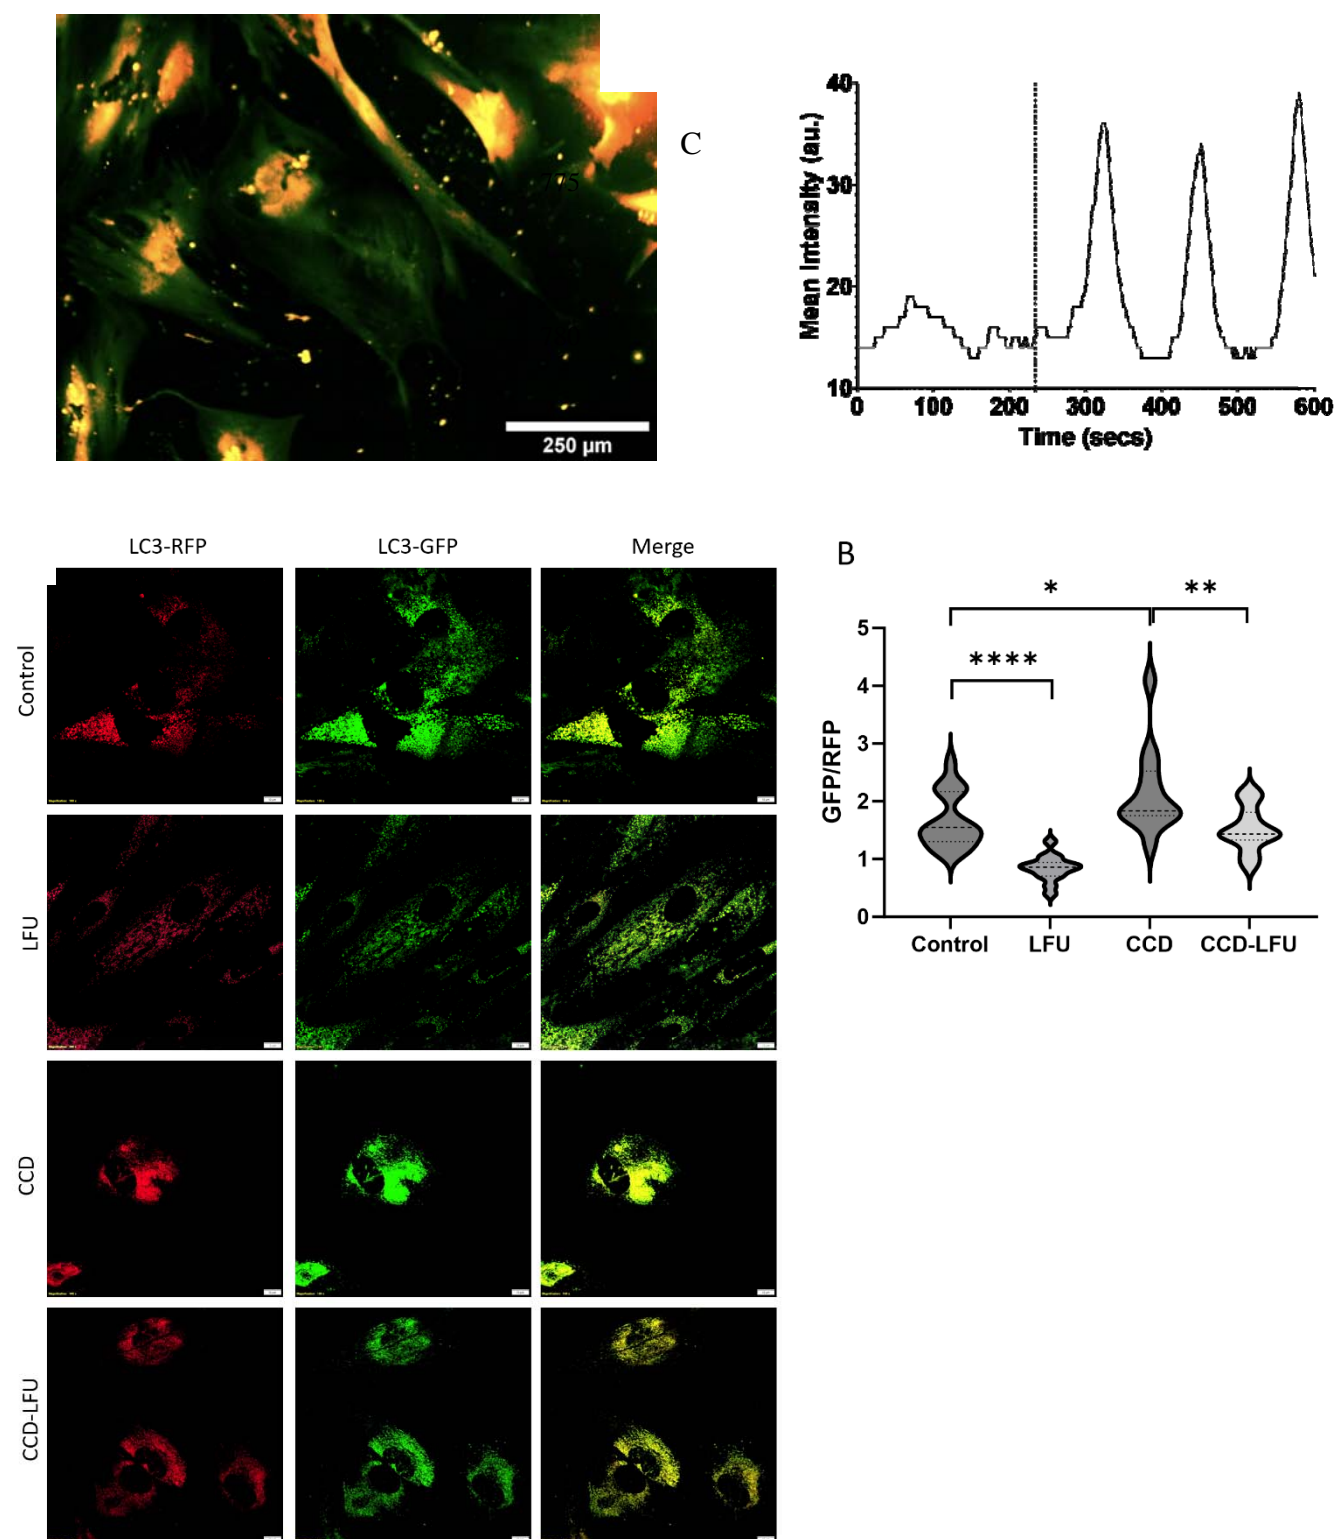 775
250 µm
C
Mean Intensity (au.)
40
30
20
10
0 100 200 300 400 500 600
Time (secs)
LC3-RFP LC3-GFP Merge
Control
LFU
CCD
CCD-LFU
B
* **
****
GFP/RFP
5
4
3
2
1
0
Control LFU CCD CCD-LFU